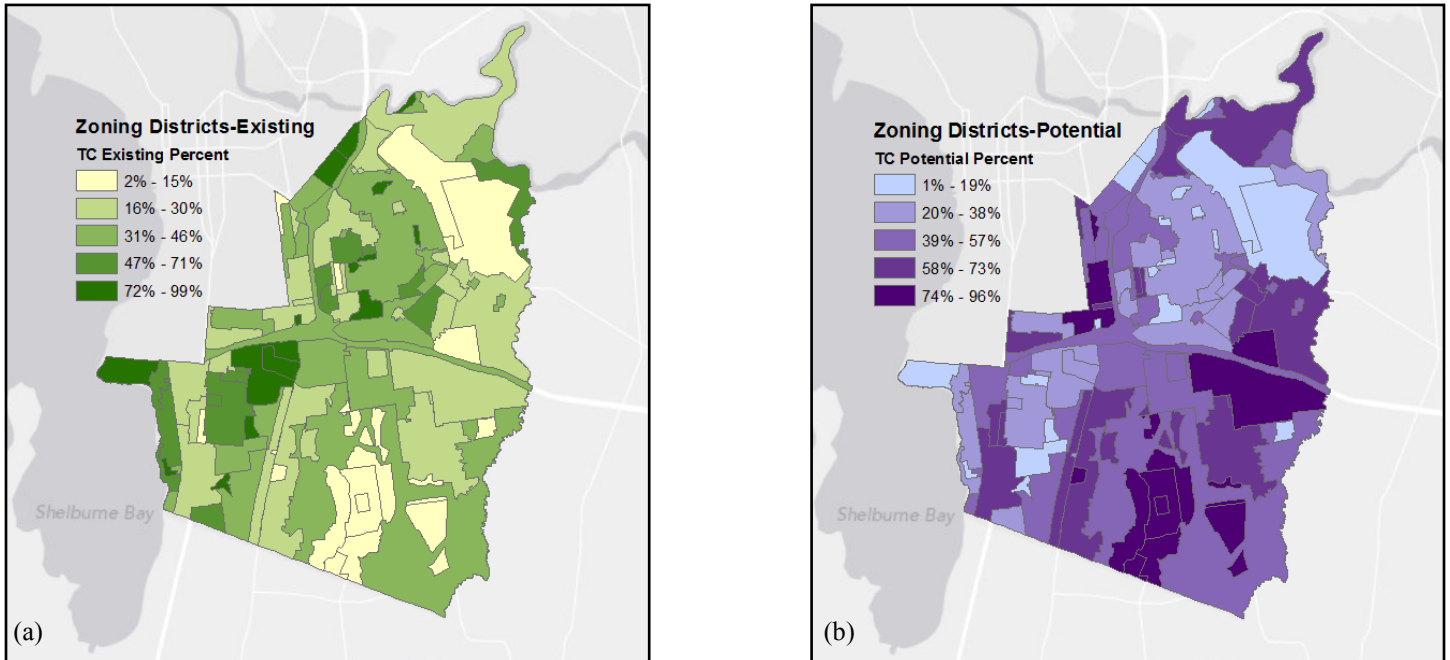 Zoning Districts-Existing
TC Existing Percent
2% - 15%
16% - 30%
31% - 46%
47% - 71%
72% - 99%
Shelburne Bay
(a)
Zoning Districts-Potential
TC Potential Percent
1% - 19%
20% - 38%
39% - 57%
58% - 73%
74% - 96%
Shelburne Bay
(b)